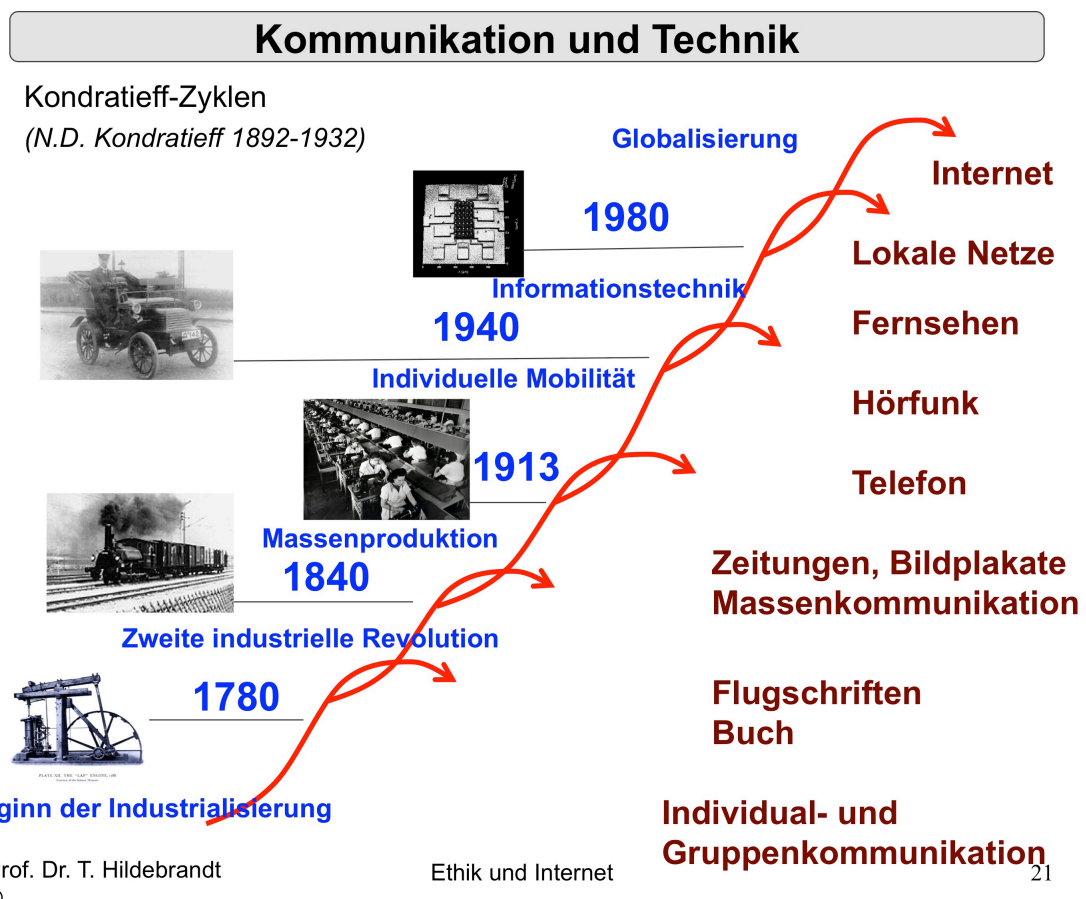 Kommunikation und Technik
Kondratieff-Zyklen
(N.D. Kondratieff 1892-1932)
Globalisierung
Internet
1980
Lokale Netze
Informationstechnik
1940
Fernsehen
Individuelle Mobilität
Hörfunk
1913
Telefon
Massenproduktion
1840
Zeitungen, Bildplakate
Massenkommunikation
Zweite industrielle Revolution
1780
Flugschriften
Buch
ginn der Industrialisierung
Individual- und
Gruppenkommunikation
rof. Dr. T. Hildebrandt
Ethik und Internet
21